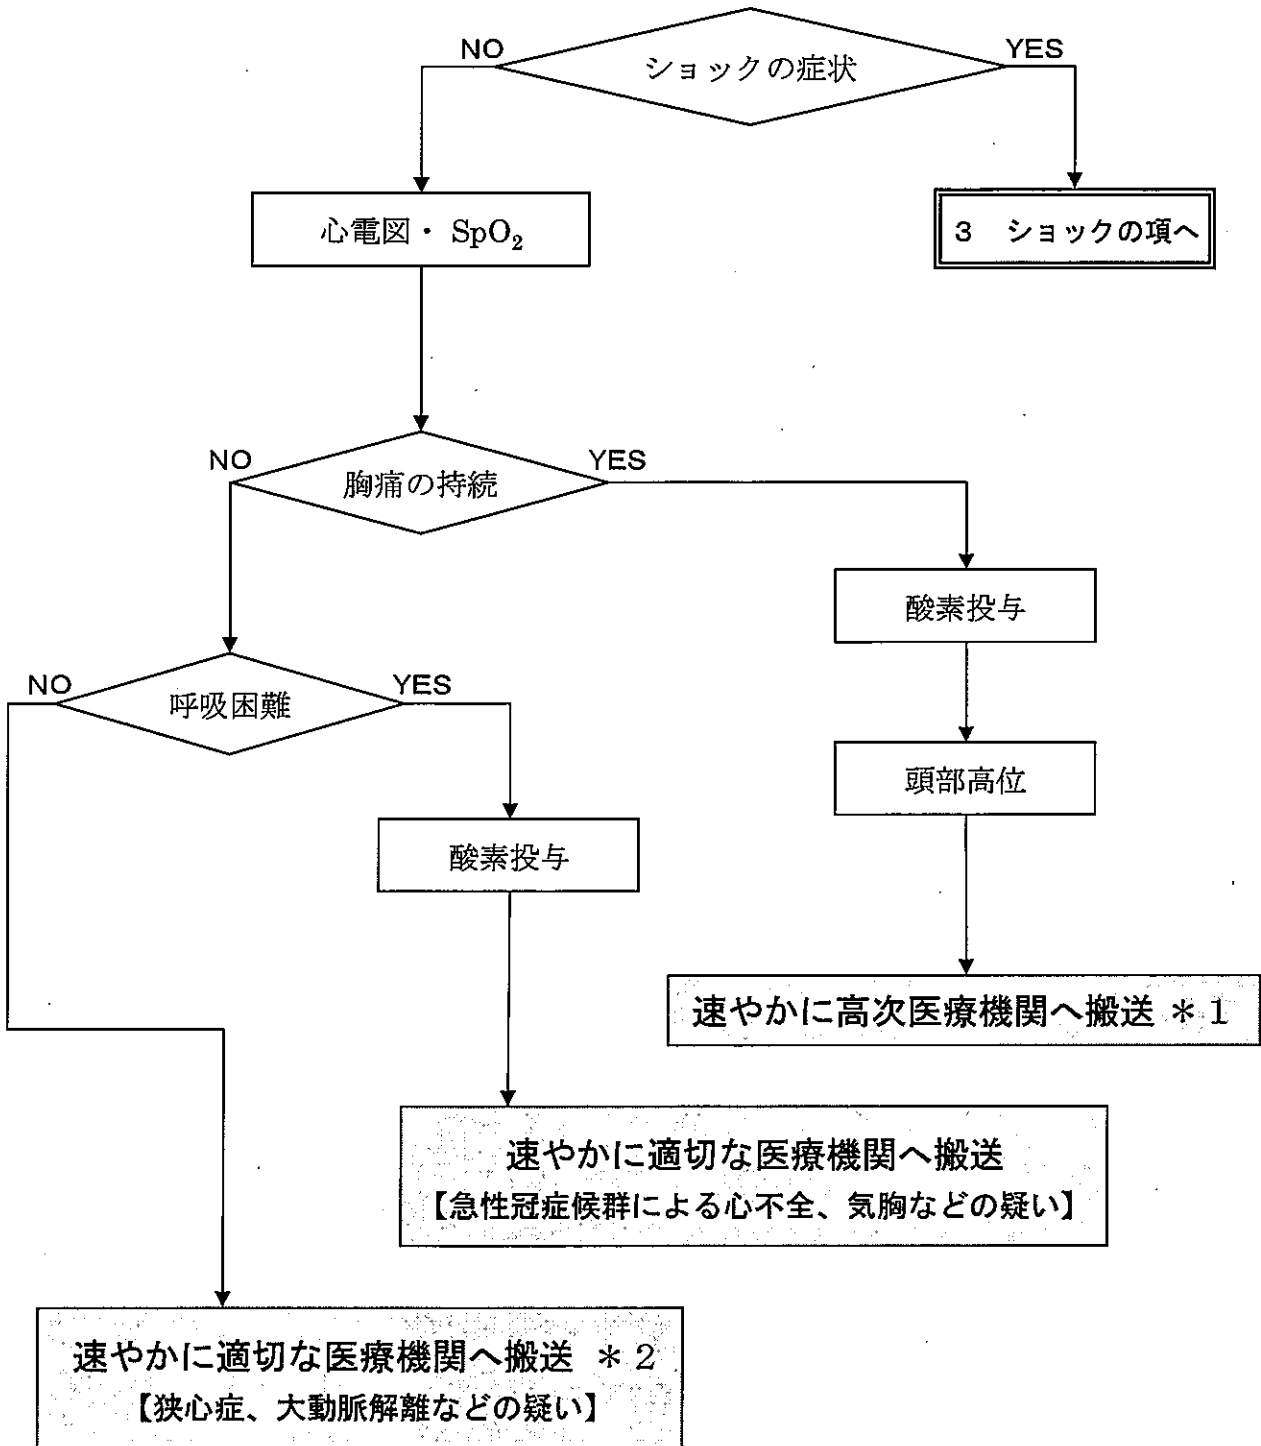 NO
YES
ショックの症状
心電図・ SpO₂
3 ショックの項へ
NO
YES
胸痛の持続
酸素投与
NO
YES
呼吸困難
頭部高位
酸素投与
速やかに高次医療機関へ搬送 ＊1
速やかに適切な医療機関へ搬送
【急性冠症候群による心不全、気胸などの疑い】
速やかに適切な医療機関へ搬送 ＊2
【狭心症、大動脈解離などの疑い】